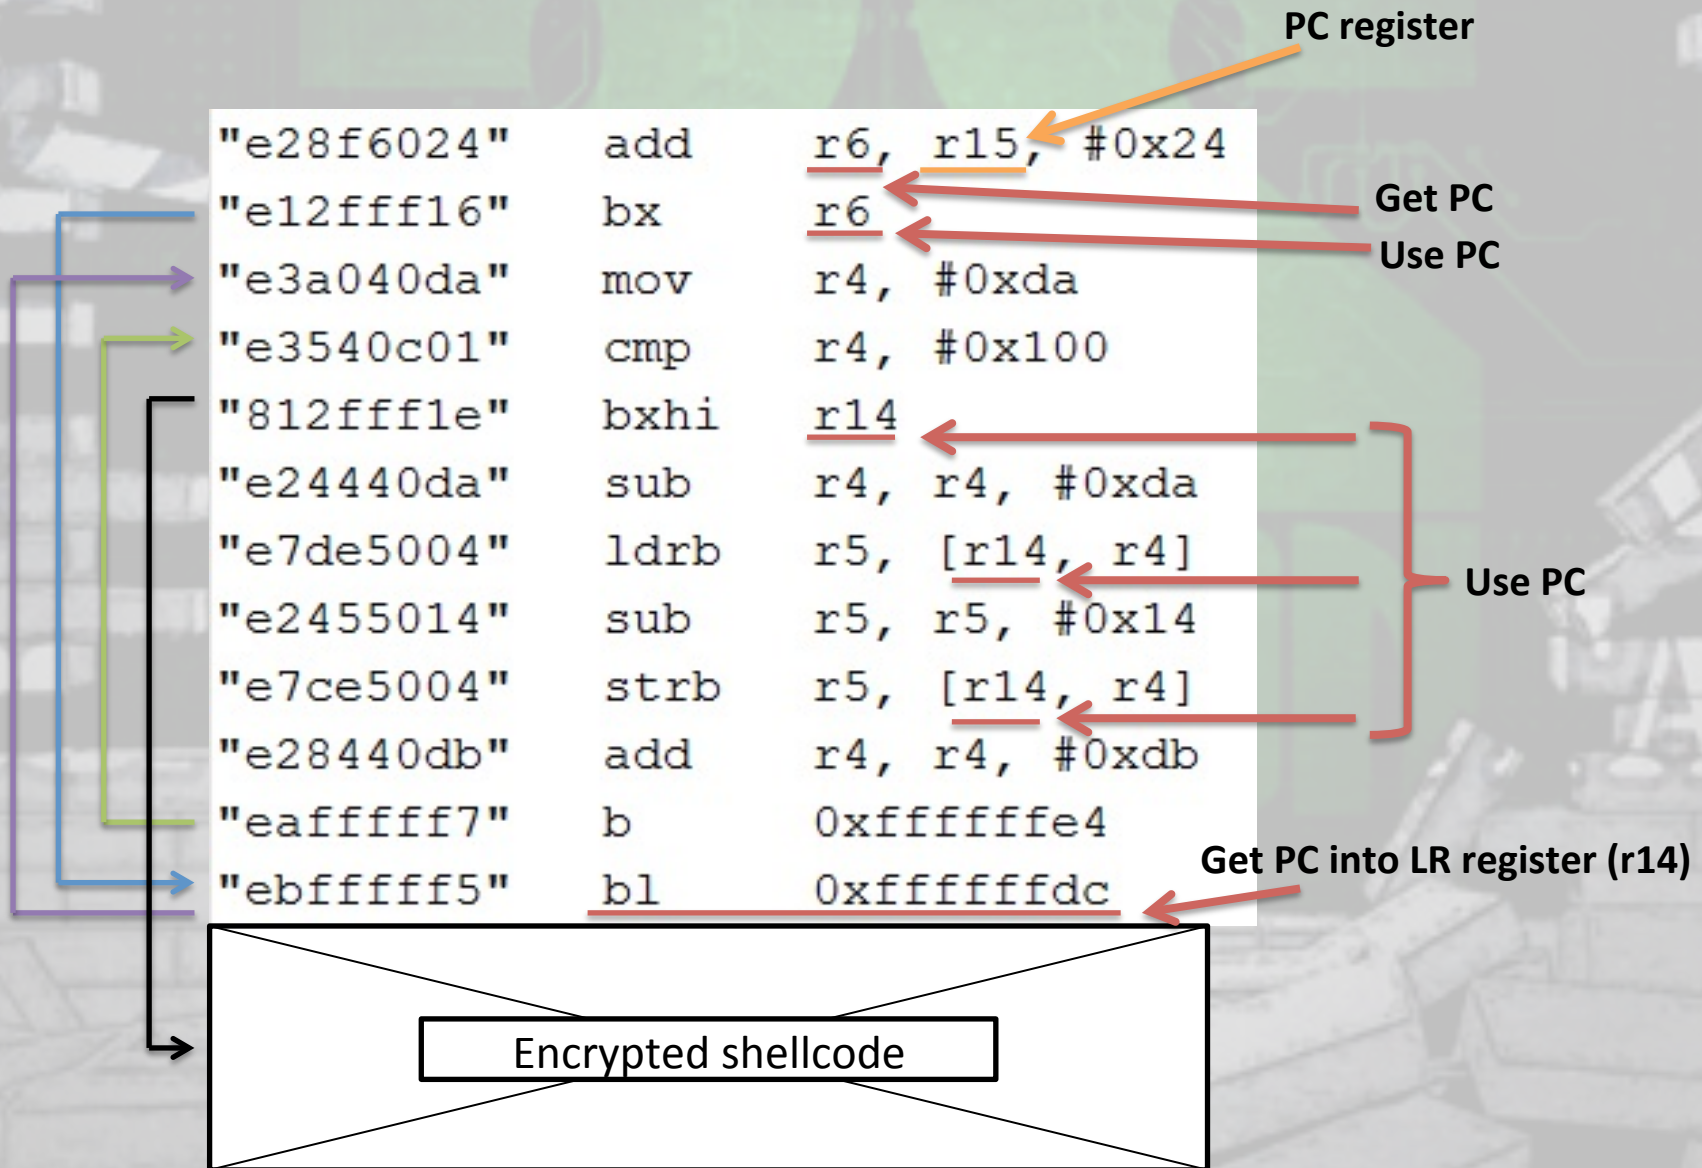 PC register
"e28f6024" add r6, r15, #0x24
Get PC
"e12fff16" bx r6
Use PC
"e3a040da" mov r4, #0xda
"e3540c01" cmp r4, #0x100
"812fff1e" bxhi r14
"e24440da" sub r4, r4, #0xda
"e7de5004" ldrb r5, [r14, r4]
Use PC
"e2455014" sub r5, r5, #0x14
"e7ce5004" strb r5, [r14, r4]
"e28440db" add r4, r4, #0xdb
"eafffff7" b 0xffffffe4
Get PC into LR register (r14)
"ebfffff5" bl 0xffffffdc
Encrypted shellcode